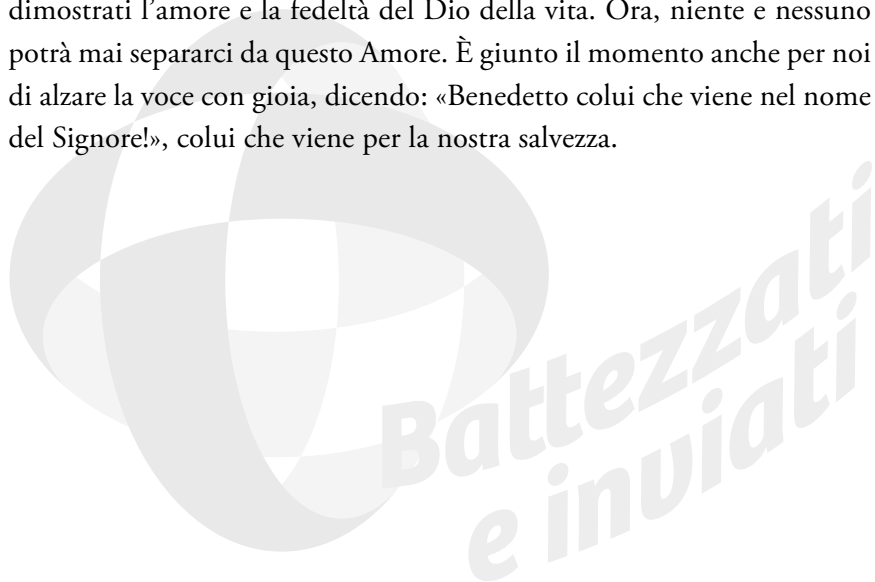 dimostrati l’amore e la fedeltà del Dio della vita. Ora, niente e nessuno
potrà mai separarci da questo Amore. È giunto il momento anche per noi
di alzare la voce con gioia, dicendo: «Benedetto colui che viene nel nome
del Signore!», colui che viene per la nostra salvezza.
Battezzati
e inviati